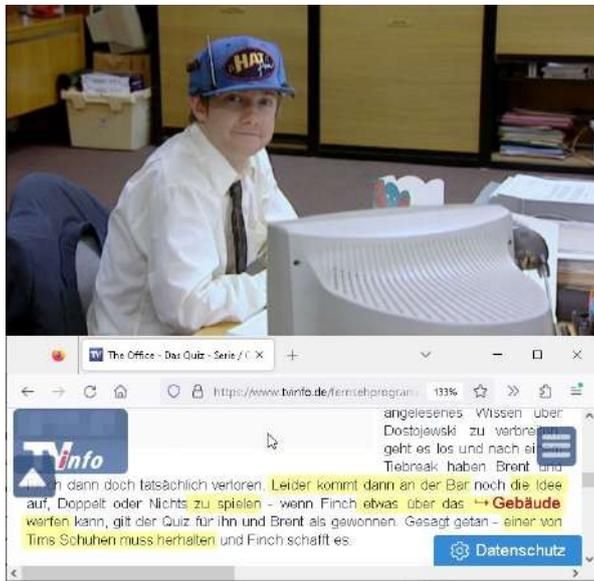 HAT
fm
The Office - Das Quiz - Serie / (
https://www.tvinfo.de/fernsehprogram
133%
angelesenes Wissen über
Dostojewski zu
geht es los und nach
Tiebreak haben Brent und
TVinfo
dann doch tatsächlich verloren. Leider kommt dann an der Bar noch die Idee
auf, Doppelt oder Nichts zu spielen - wenn Finch etwas über das ↪ Gebäude
werfen kann, gilt der Quiz für ihn und Brent als gewonnen. Gesagt getan - einer von
Tims Schuhen muss herhalten und Finch schafft es.
Datenschutz